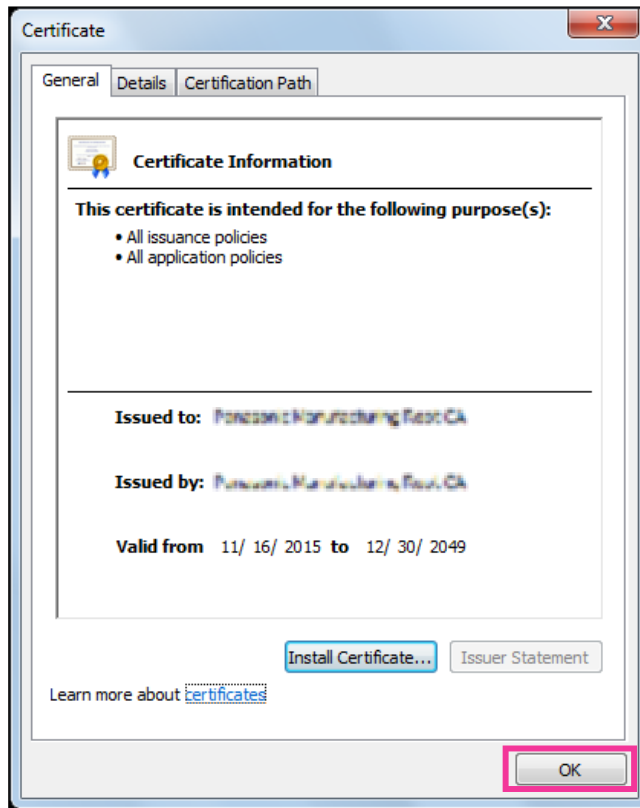 Certificate
General Details Certification Path
Certificate Information
This certificate is intended for the following purpose(s):
• All issuance policies
• All application policies
Issued to:
Issued by:
Valid from 11/ 16/ 2015 to 12/ 30/ 2049
Install Certificate... Issuer Statement
Learn more about certificates
OK